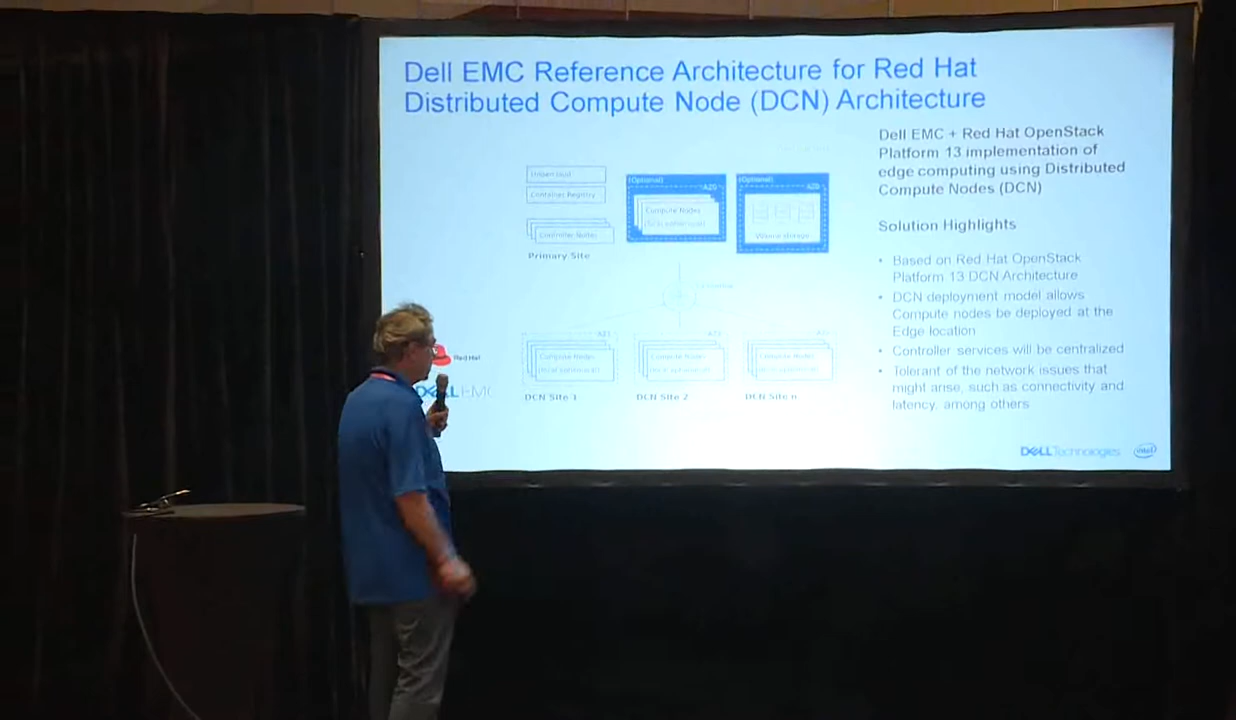 Dell EMC Reference Architecture for Red Hat
Distributed Compute Node (DCN) Architecture
Dell EMC + Red Hat OpenStack
Platform 13 implementation of
edge computing using Distributed
Compute Nodes (DCN)
Solution Highlights
• Based on Red Hat OpenStack
Platform 13 DCN Architecture
• DCN deployment model allows
Compute nodes be deployed at the
Edge location
• Controller services will be centralized
• Tolerant of the network issues that
might arise, such as connectivity and
latency, among others
Container Registry
Controller Nodes
Primary Site
(Optional)
Compute Nodes
(Optional)
storage
Compute Nodes
DCN Site 1
Compute Nodes
DCN Site 2
Compute Nodes
DCN Site n
Red Hat
DELL EMC
DELL Technologies
intel